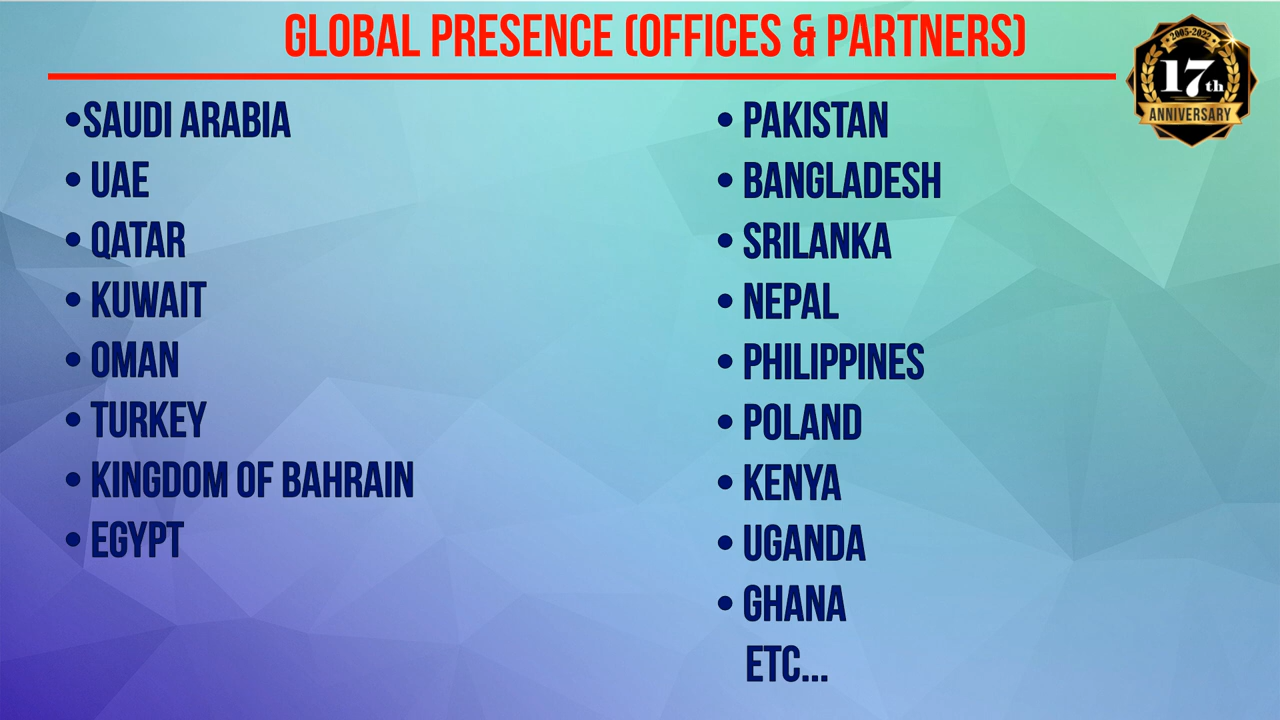 GLOBAL PRESENCE (OFFICES & PARTNERS)
2005-2022
17th
ANNIVERSARY
•SAUDI ARABIA
• UAE
• QATAR
• KUWAIT
• OMAN
• TURKEY
• KINGDOM OF BAHRAIN
• EGYPT
• PAKISTAN
• BANGLADESH
• SRILANKA
• NEPAL
• PHILIPPINES
• POLAND
• KENYA
• UGANDA
• GHANA
ETC...